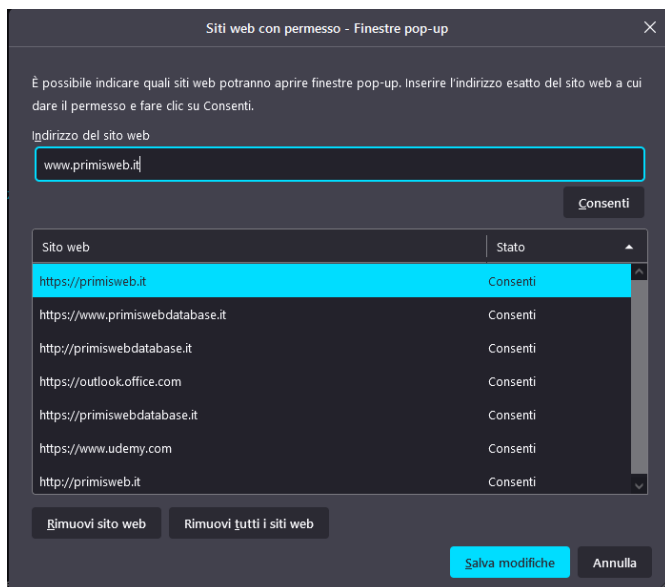 Siti web con permesso - Finestre pop-up
È possibile indicare quali siti web potranno aprire finestre pop-up. Inserire l'indirizzo esatto del sito web a cui
dare il permesso e fare clic su Consenti.
Indirizzo del sito web
www.primisweb.it
Consenti
Sito web Stato
https://primisweb.it Consenti
https://www.primiswebdatabase.it Consenti
http://primiswebdatabase.it Consenti
https://outlook.office.com Consenti
https://primiswebdatabase.it Consenti
https://www.udemy.com Consenti
http://primisweb.it Consenti
Rimuovi sito web Rimuovi tutti i siti web
Salva modifiche Annulla